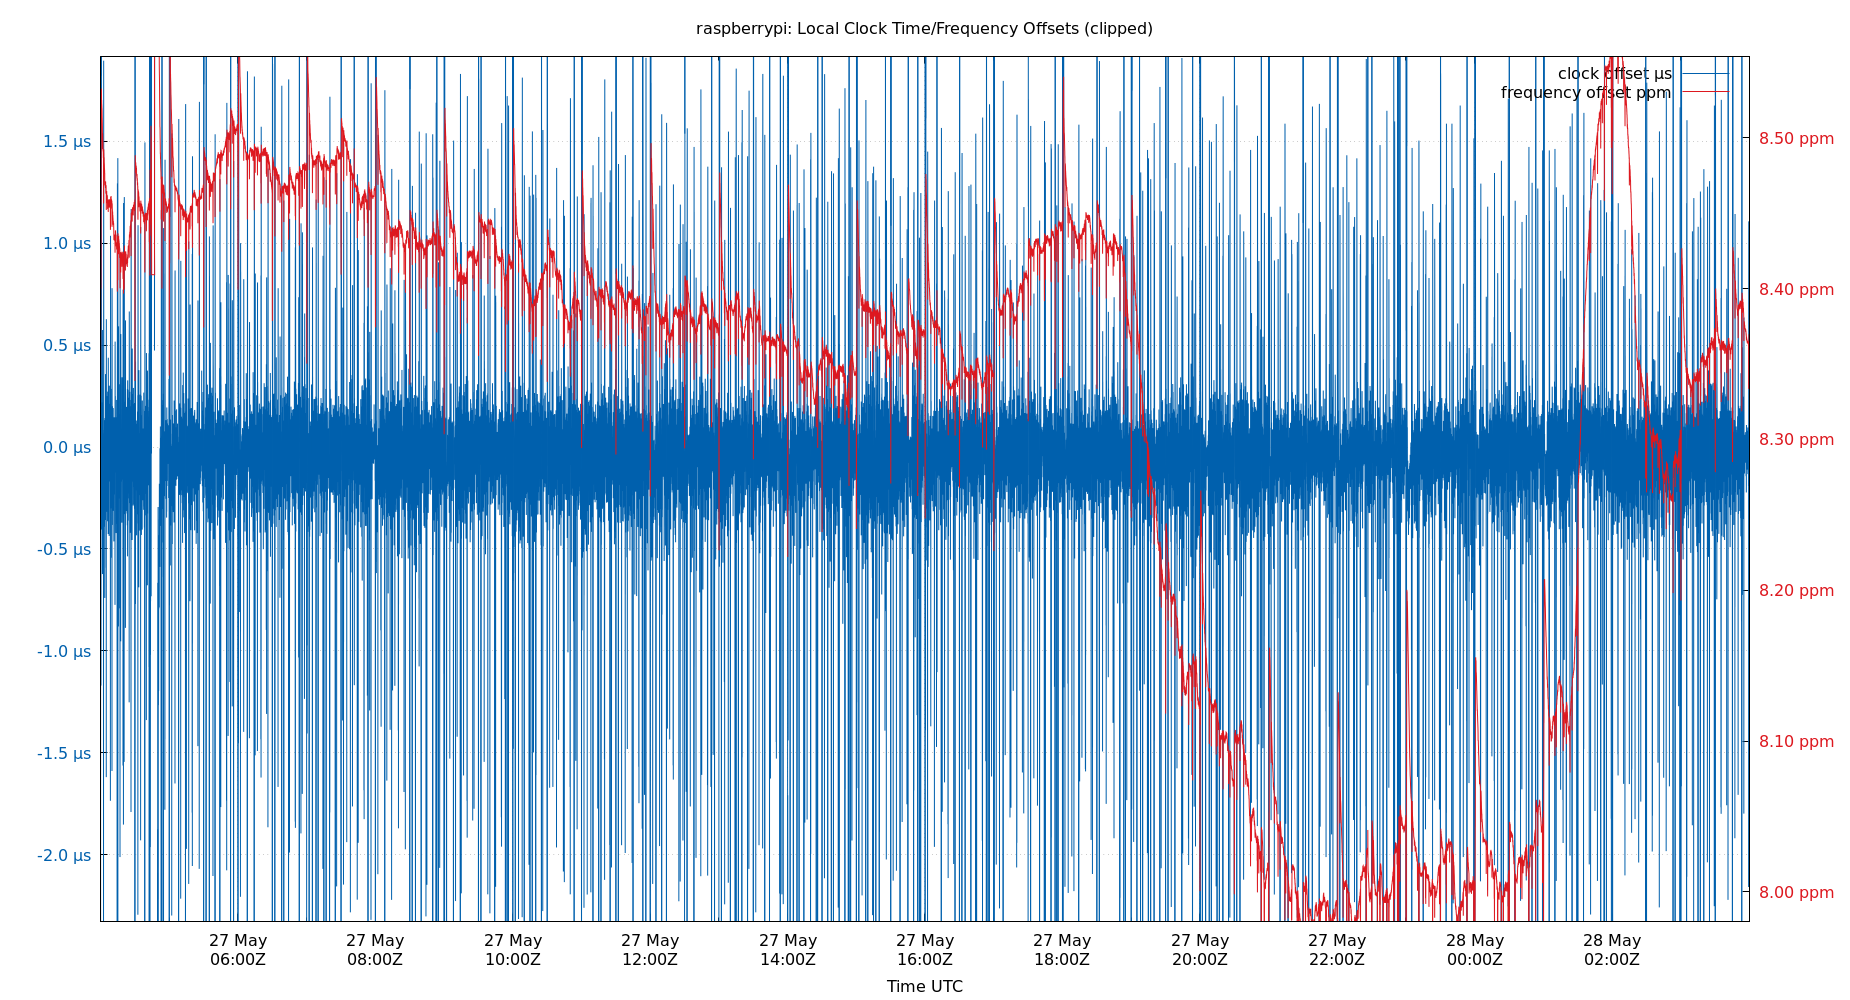 raspberrypi: Local Clock Time/Frequency Offsets (clipped)
clock offset μs
frequency offset ppm
1.5 μs
1.0 μs
0.5 μs
0.0 μs
-0.5 μs
-1.0 μs
-1.5 μs
-2.0 μs
8.50 ppm
8.40 ppm
8.30 ppm
8.20 ppm
8.10 ppm
8.00 ppm
27 May 27 May 27 May 27 May 27 May 27 May 27 May 27 May 27 May 28 May 28 May
06:00Z 08:00Z 10:00Z 12:00Z 14:00Z 16:00Z 18:00Z 20:00Z 22:00Z 00:00Z 02:00Z
Time UTC